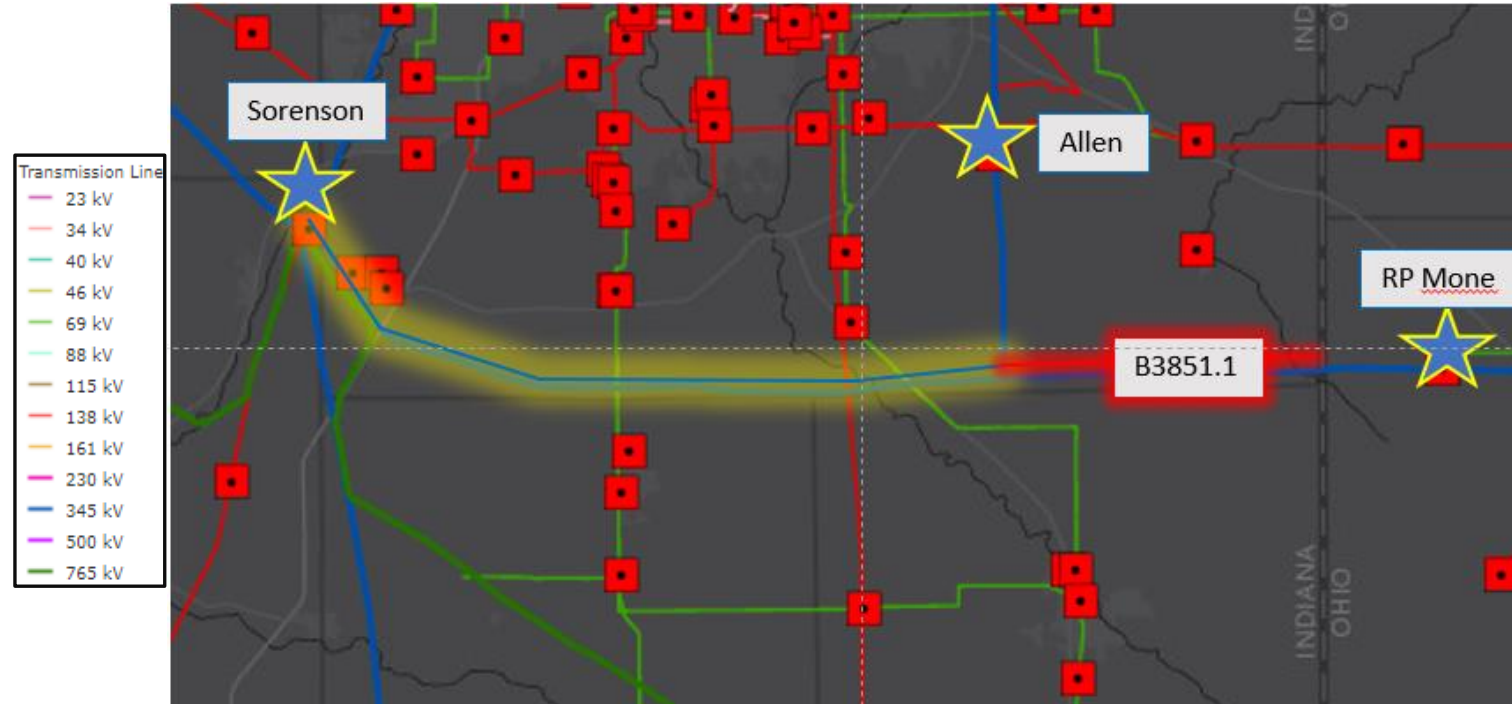 Sorenson
Allen
RP Mone
B3851.1
Transmission Line
23 kV
34 kV
40 kV
46 kV
69 kV
88 kV
115 kV
138 kV
161 kV
230 kV
345 kV
500 kV
765 kV
INDIANA
OHIO